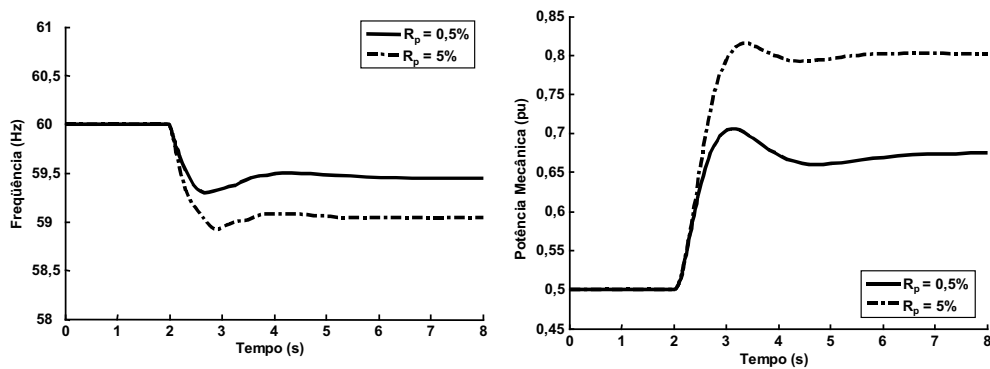 61
60,5
60
59,5
59
58,5
58
Freqüência (Hz)
R_p = 0,5%
R_p = 5%
0 1 2 3 4 5 6 7 8
Tempo (s)
0,85
0,8
0,75
0,7
0,65
0,6
0,55
0,5
0,45
Potência Mecânica (pu)
R_p = 0,5%
R_p = 5%
0 1 2 3 4 5 6 7 8
Tempo (s)